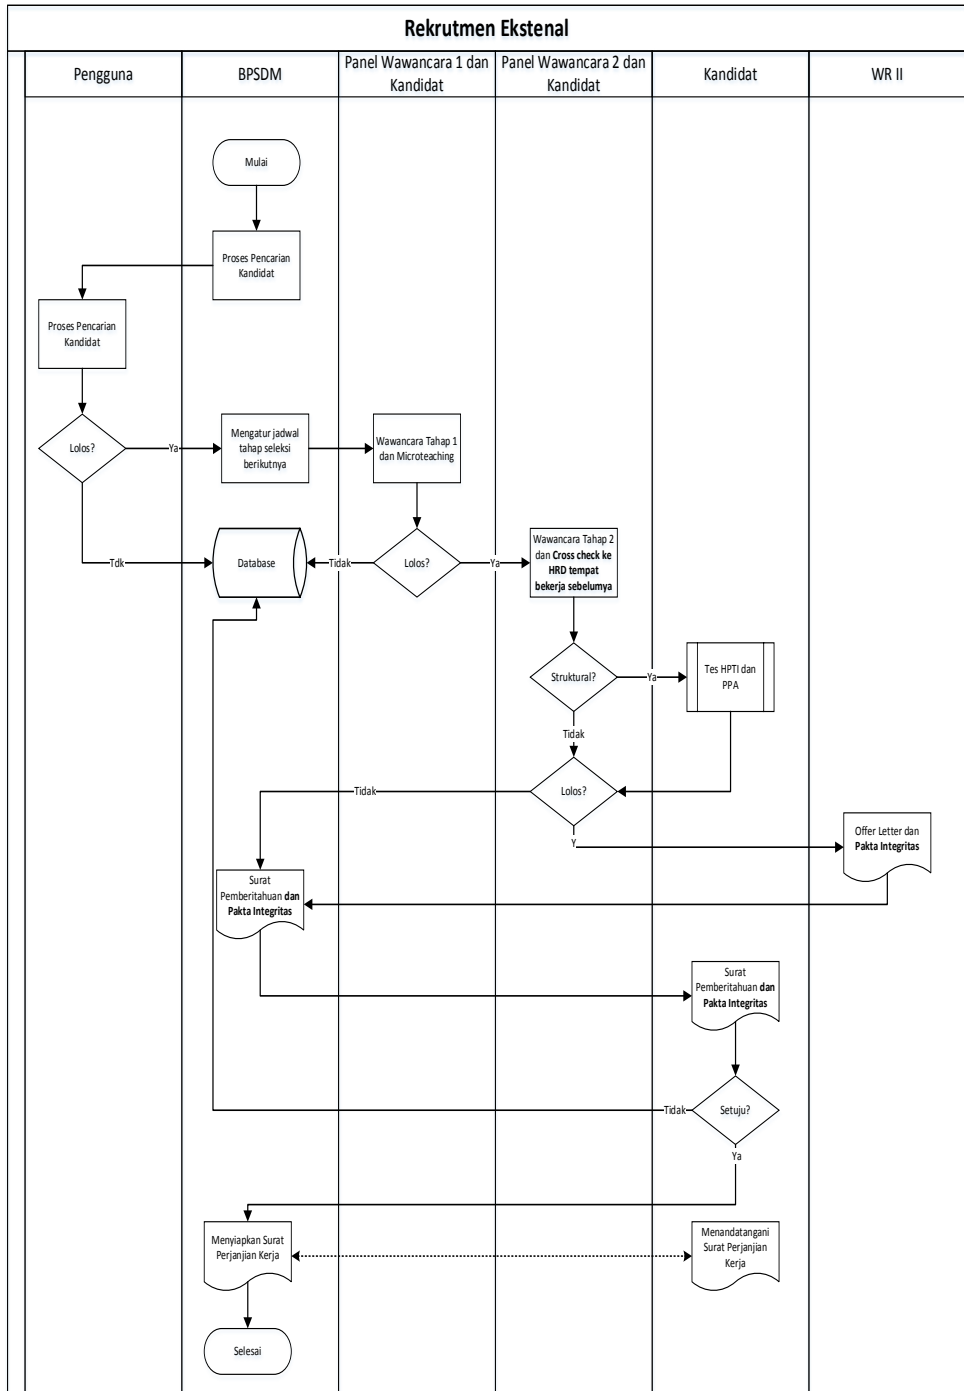 Rekrutmen Ekstenal
Pengguna
BPSDM
Panel Wawancara 1 dan
Kandidat
Panel Wawancara 2 dan
Kandidat
Kandidat
WR II
Mulai
Proses Pencarian
Kandidat
Proses Pencarian
Kandidat
Lolos?
Ya
Mengatur jadwal
tahap seleksi
berikutnya
Wawancara Tahap 1
dan Microteaching
Tdk
Database
Tidak
Lolos?
Ya
Wawancara Tahap 2
dan Cross check ke
HRD tempat
bekerja sebelumya
Struktural?
Ya
Tes HPTI dan
PPA
Tidak
Lolos?
Tidak
Y
Offer Letter dan
Pakta Integritas
Surat
Pemberitahuan dan
Pakta Integritas
Surat
Pemberitahuan dan
Pakta Integritas
Setuju?
Tidak
Ya
Menyiapkan Surat
Perjanjian Kerja
Menandatangani
Surat Perjanjian
Kerja
Selesai